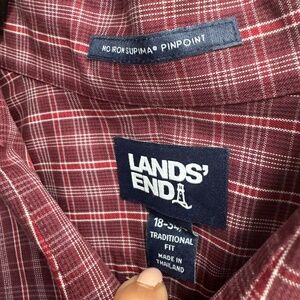 NO IRON SUPIMA® PINPOINT
LANDS'
END
18-34/
TRADITIONAL
FIT
MADE IN
THAILAND